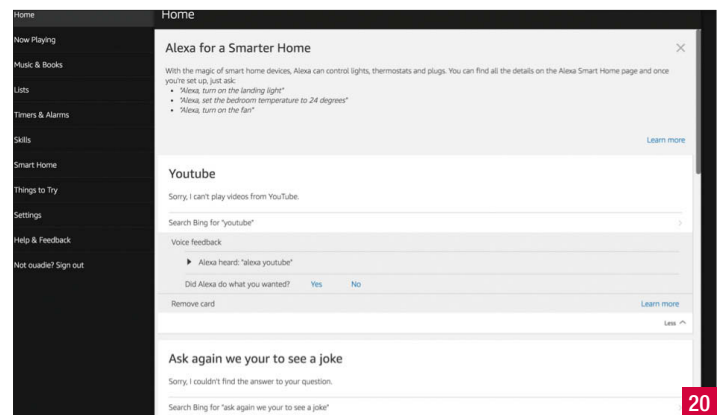 Home
Now Playing
Music & Books
Lists
Timers & Alarms
Skills
Smart Home
Things to Try
Settings
Help & Feedback
Not ouadie? Sign out
Home
Alexa for a Smarter Home
With the magic of smart home devices, Alexa can control lights, thermostats and plugs. You can find all the details on the Alexa Smart Home page and once
you're set up, just ask:
• "Alexa, turn on the landing light"
• "Alexa, set the bedroom temperature to 24 degrees"
• "Alexa, turn on the fan"
Learn more
Youtube
Sorry, I can't play videos from YouTube.
Search Bing for "youtube"
Voice feedback
Alexa heard: "alexa youtube"
Did Alexa do what you wanted? Yes No
Remove card Learn more
Less
Ask again we your to see a joke
Sorry, I couldn't find the answer to your question.
Search Bing for "ask again we your to see a joke"
20